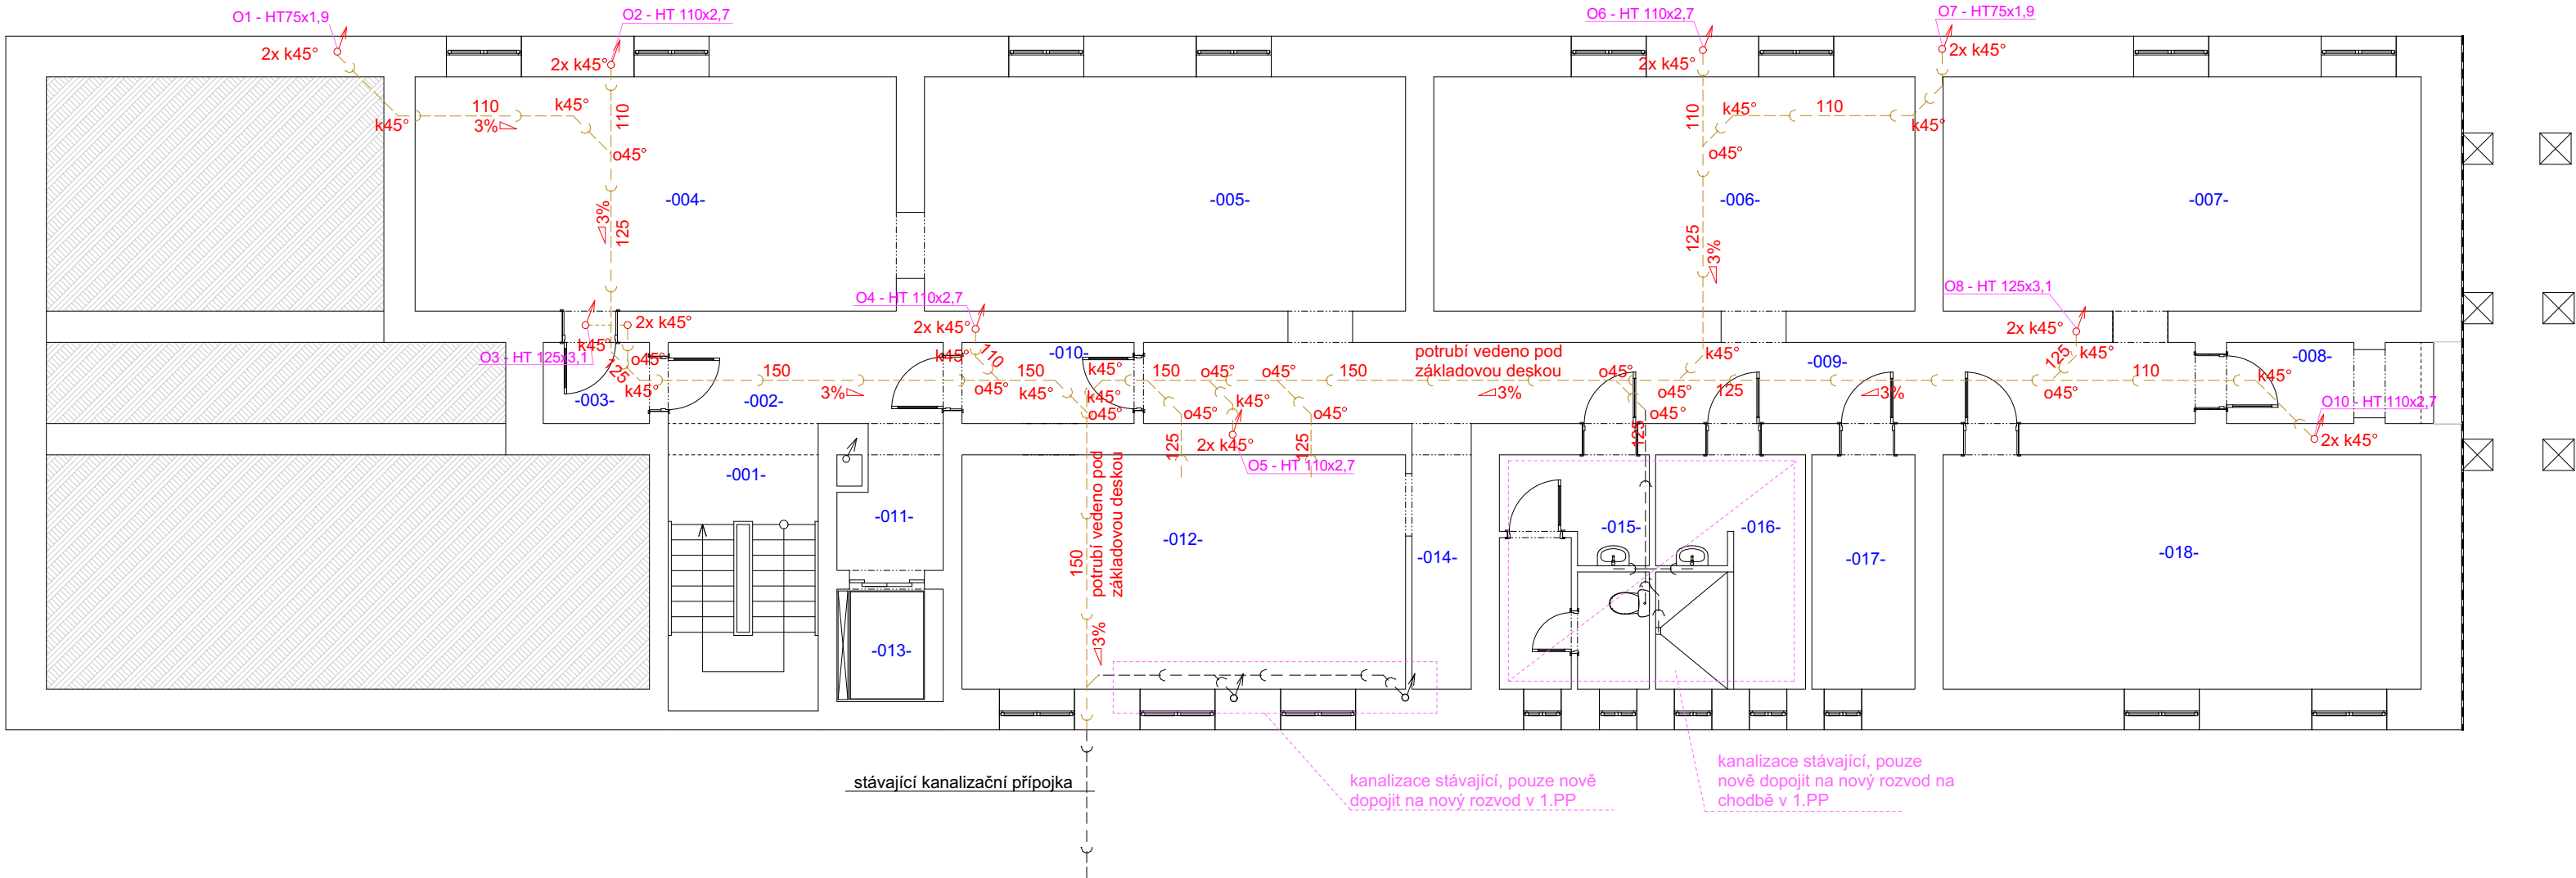 O1 - HT75x1,9
O2 - HT 110x2,7
O6 - HT 110x2,7
O7 - HT75x1,9
2x k45°
2x k45°
2x k45°
2x k45°
110
3%
k45°
k45°
110
o45°
110
k45°
110
k45°
o45°
-004-
-005-
-006-
-007-
3%
125
125
3%
O4 - HT 110x2,7
O8 - HT 125x3,1
2x k45°
2x k45°
2x k45°
k45°
o45°
O3 - HT 125x3,1
125
k45°
-003-
150
3%
-002-
k45°
110
o45°
-010-
150
k45°
k45°
k45°
o45°
150
o45°
o45°
k45°
o45°
o45°
150
potrubí vedeno pod
základovou deskou
3%
o45°
o45°
k45°
o45°
125
-009-
3%
125
k45°
o45°
110
k45°
-008-
O10 - HT 110x2,7
2x k45°
125
2x k45°
O5 - HT 110x2,7
125
125
-001-
-011-
-013-
150
potrubí vedeno pod
základovou deskou
3%
-012-
-014-
-015-
-016-
-017-
-018-
stávající kanalizační přípojka
kanalizace stávající, pouze nově
dopojit na nový rozvod v 1.PP
kanalizace stávající, pouze
nově dopojit na nový rozvod na
chodbě v 1.PP